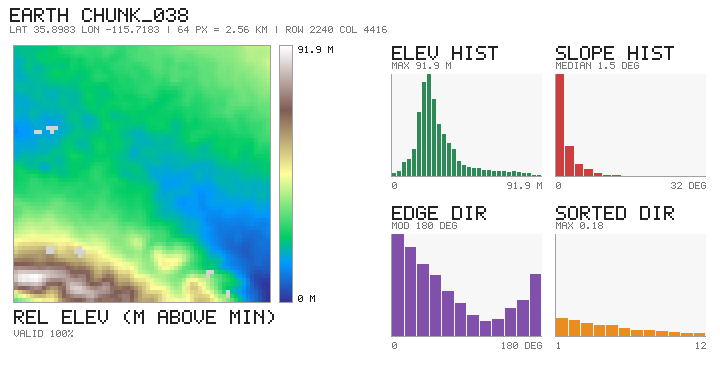 EARTH CHUNK_038
LAT 35.8983 LON -115.7183 | 64 PX = 2.56 KM | ROW 2240 COL 4416
91.9 M
0 M
REL ELEV (M ABOVE MIN)
VALID 100%
ELEV HIST
MAX 91.9 M
0 91.9 M
SLOPE HIST
MEDIAN 1.5 DEG
0 32 DEG
EDGE DIR
MOD 180 DEG
0 180 DEG
SORTED DIR
MAX 0.18
1 12